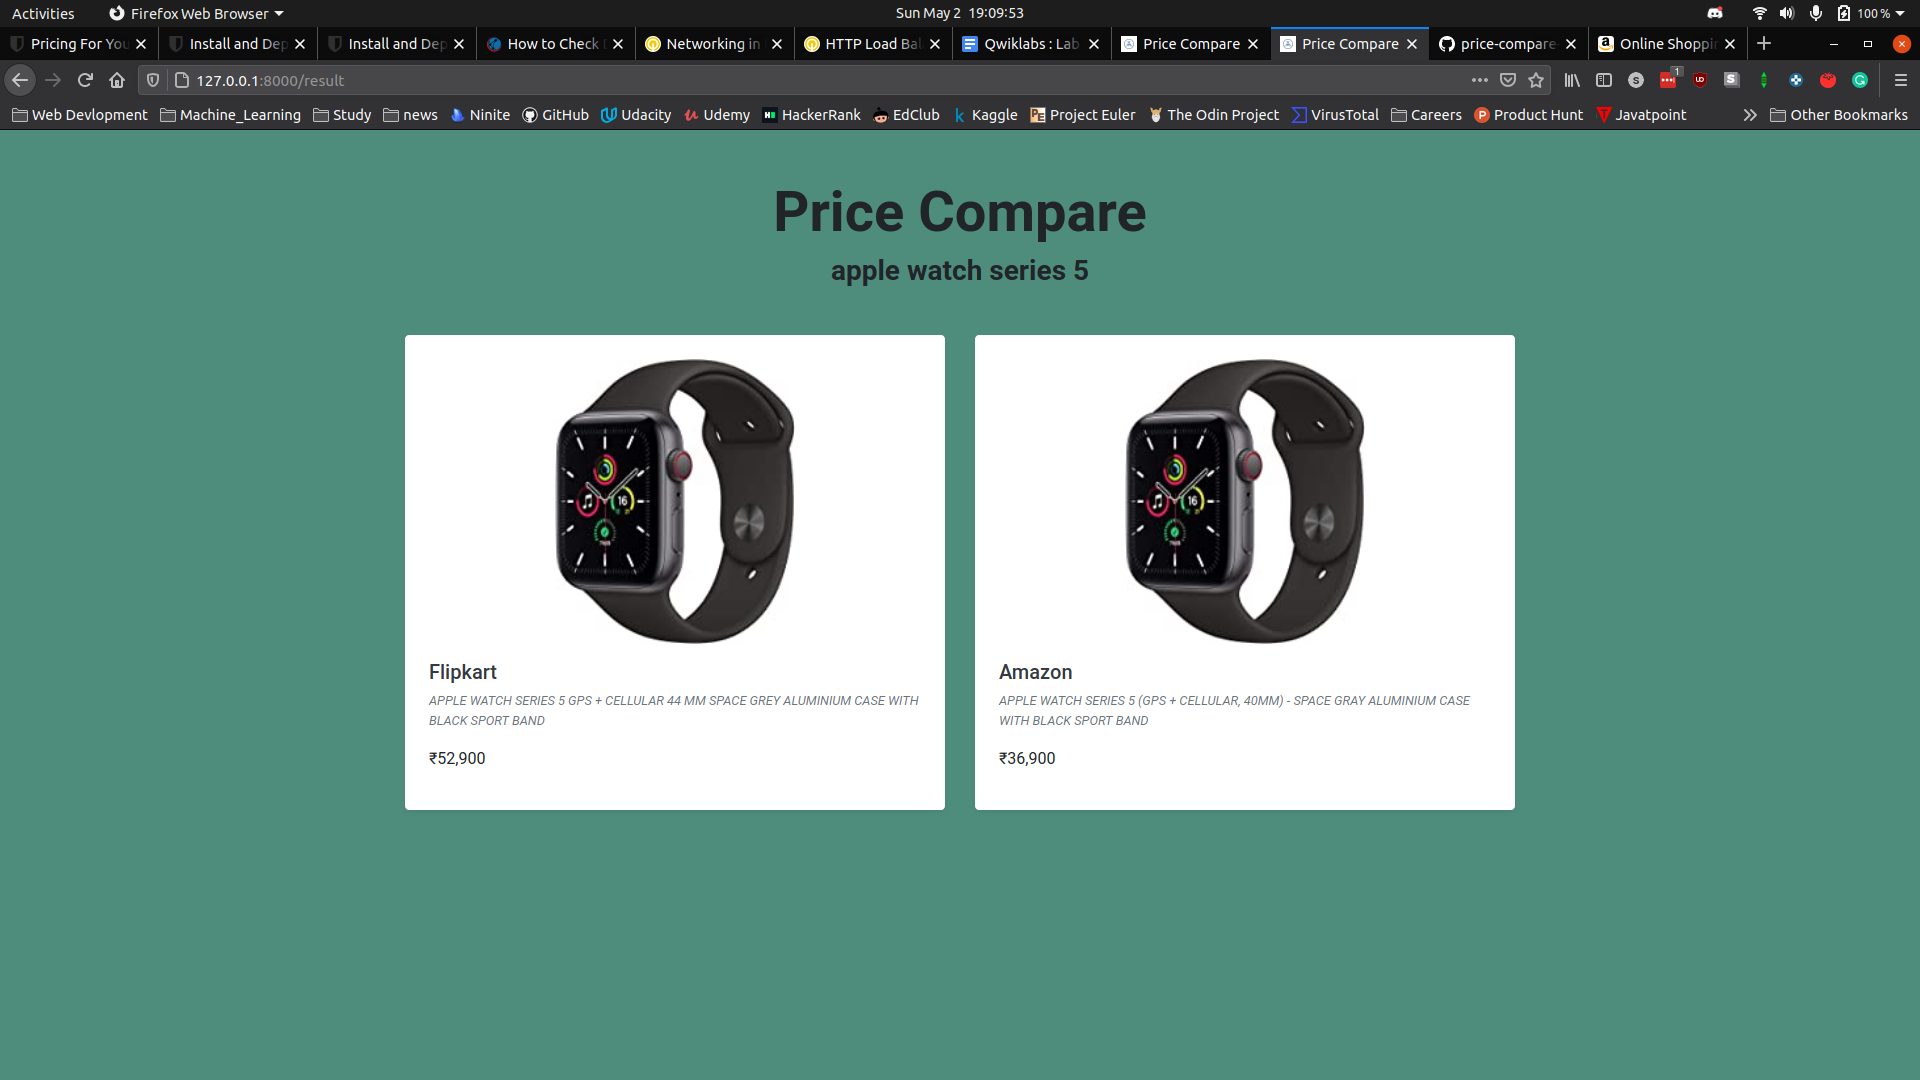 Activities
Firefox Web Browser
Sun May 2 19:09:53
100 %
Pricing For You
Install and Dep
Install and Dep
How to Check
Networking in
HTTP Load Bal
Qwiklabs : Lab
Price Compare
Price Compare
price-compare
Online Shoppin
127.0.0.1:8000/result
1
Web Devlopment
Machine_Learning
Study
news
Ninite
GitHub
Udacity
Udemy
HackerRank
EdClub
Kaggle
Project Euler
The Odin Project
VirusTotal
Careers
Product Hunt
Javatpoint
Other Bookmarks
Price Compare
apple watch series 5
16
16
Flipkart
APPLE WATCH SERIES 5 GPS + CELLULAR 44 MM SPACE GREY ALUMINIUM CASE WITH
BLACK SPORT BAND
₹52,900
Amazon
APPLE WATCH SERIES 5 (GPS + CELLULAR, 40MM) - SPACE GRAY ALUMINIUM CASE
WITH BLACK SPORT BAND
₹36,900